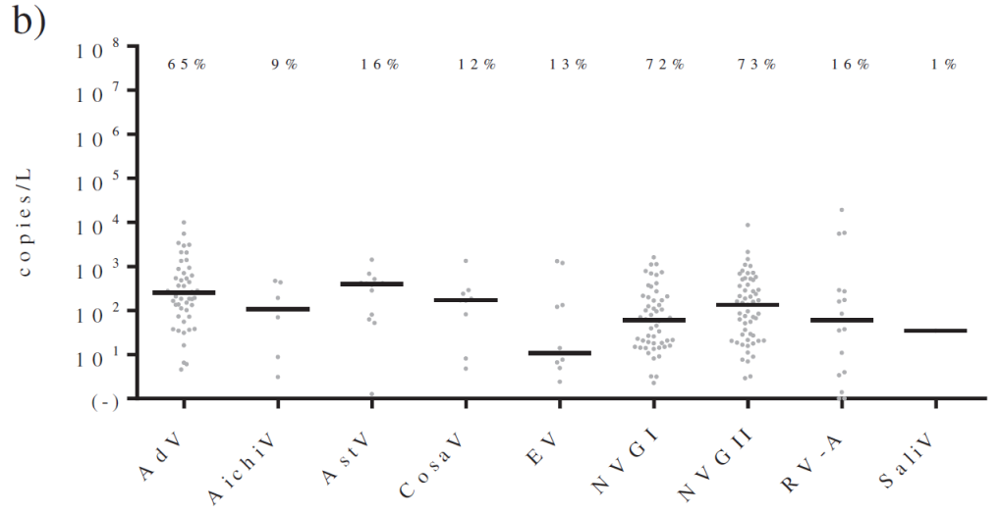 b)
65% 9% 16% 12% 13% 72% 73% 16% 1%
copies/L
10^8
10^7
10^6
10^5
10^4
10^3
10^2
10^1
(-)
AdV AichiV AstV CosaV EV NVGI NVGII RV-A SaliV